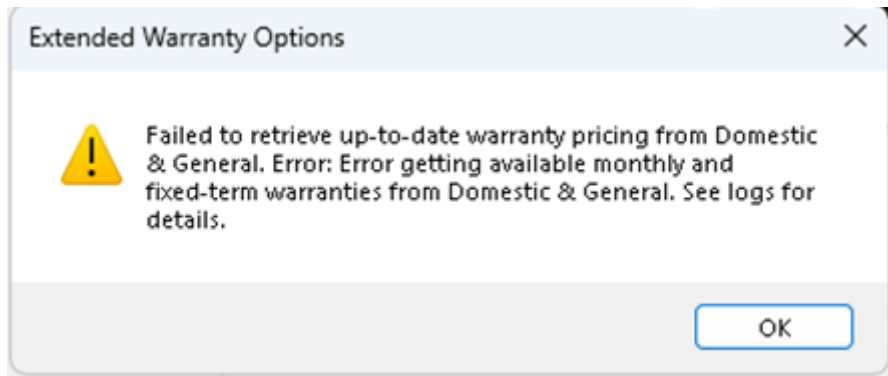 Extended Warranty Options
Failed to retrieve up-to-date warranty pricing from Domestic
& General. Error: Error getting available monthly and
fixed-term warranties from Domestic & General. See logs for
details.
OK